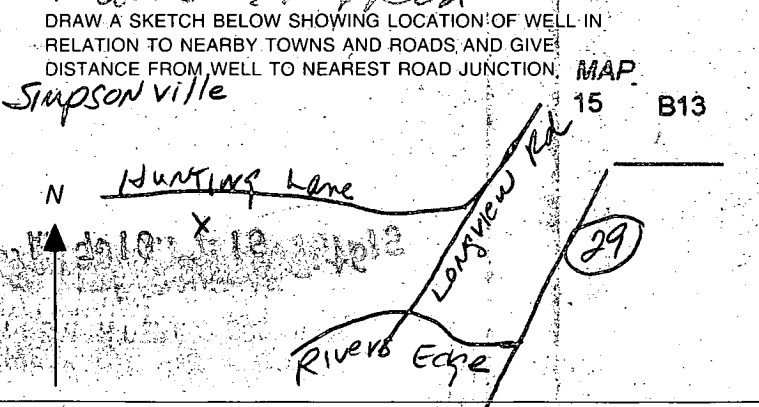 DRAW A SKETCH BELOW SHOWING LOCATION OF WELL IN
RELATION TO NEARBY TOWNS AND ROADS AND GIVE
DISTANCE FROM WELL TO NEAREST ROAD JUNCTION
MAP
Simpsonville
15 B13
Hunting Lane
N
X
Longview Rd
29
Rivers Edge